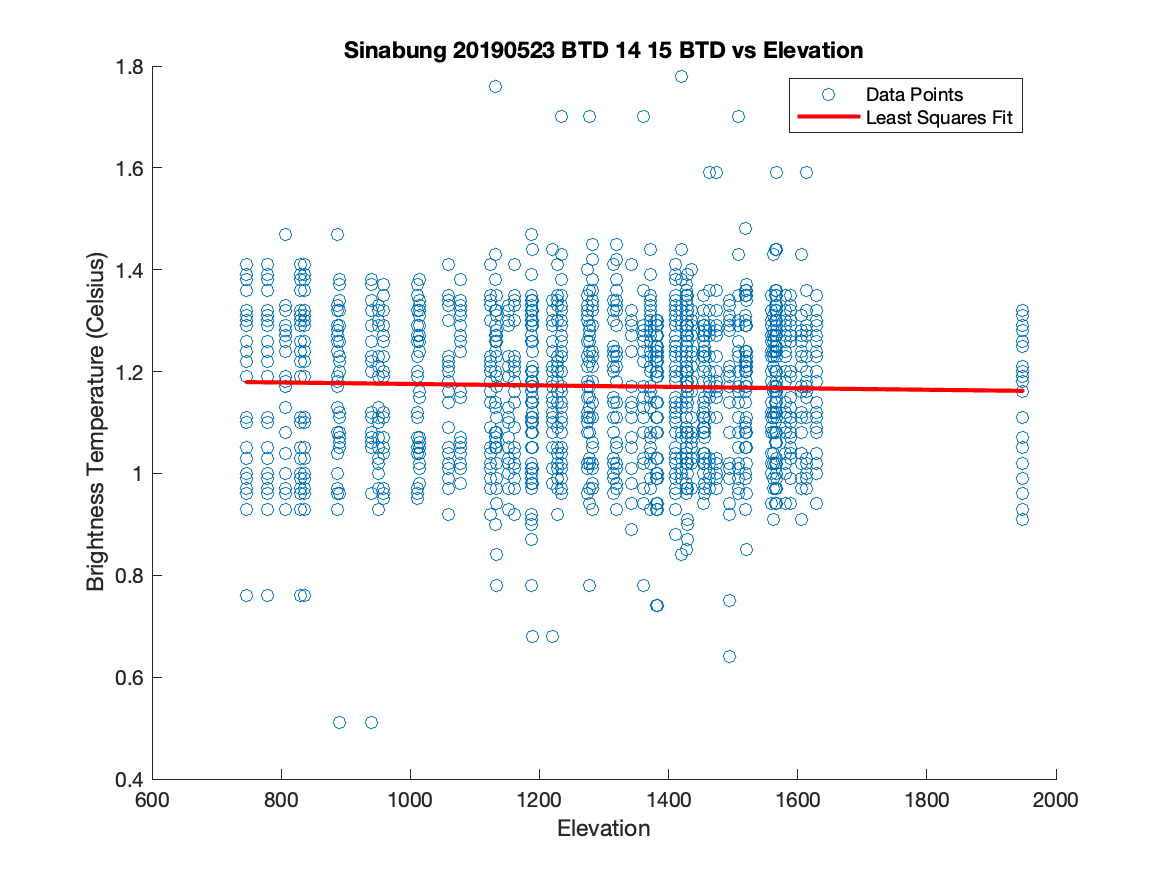 Sinabung 20190523 BTD 14 15 BTD vs Elevation
Data Points
Least Squares Fit
Brightness Temperature (Celsius)
1.8
1.6
1.4
1.2
1
0.8
0.6
0.4
600 800 1000 1200 1400 1600 1800 2000
Elevation